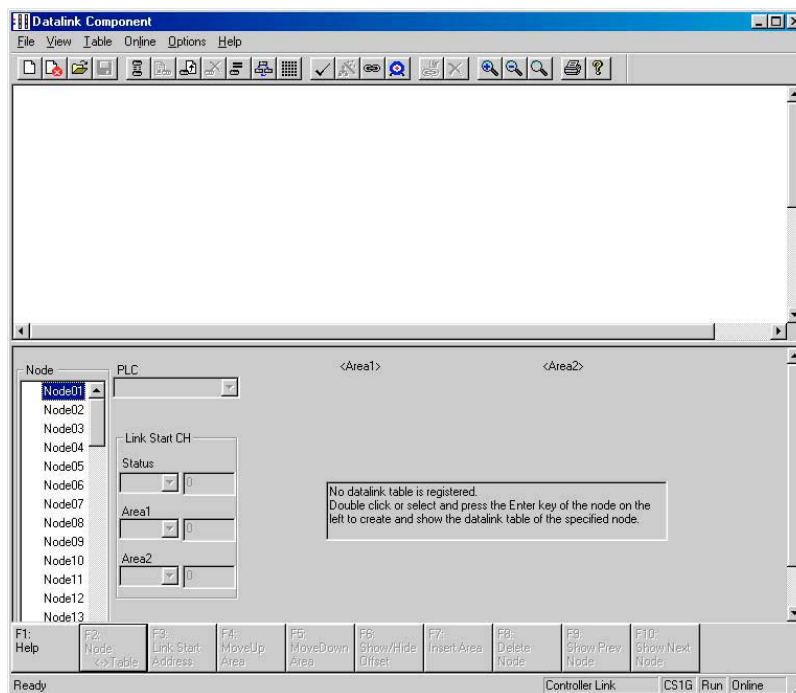 Datalink Component
File View Table Online Options Help
<Area1> <Area2>
Node
PLC
Node01
Node02
Node03
Node04
Node05
Node06
Node07
Node08
Node09
Node10
Node11
Node12
Node13
Link Start CH
Status
0
Area1
0
Area2
0
No datalink table is registered.
Double click or select and press the Enter key of the node on the
left to create and show the datalink table of the specified node.
F1:
Help
F2:
Node
<->Table
F3:
Link Start
Address
F4:
MoveUp
Area
F5:
MoveDown
Area
F6:
Show/Hide
Offset
F7:
Insert Area
F8:
Delete
Node
F9:
Show Prev
Node
F10:
Show Next
Node
Ready
Controller Link CS1G Run Online